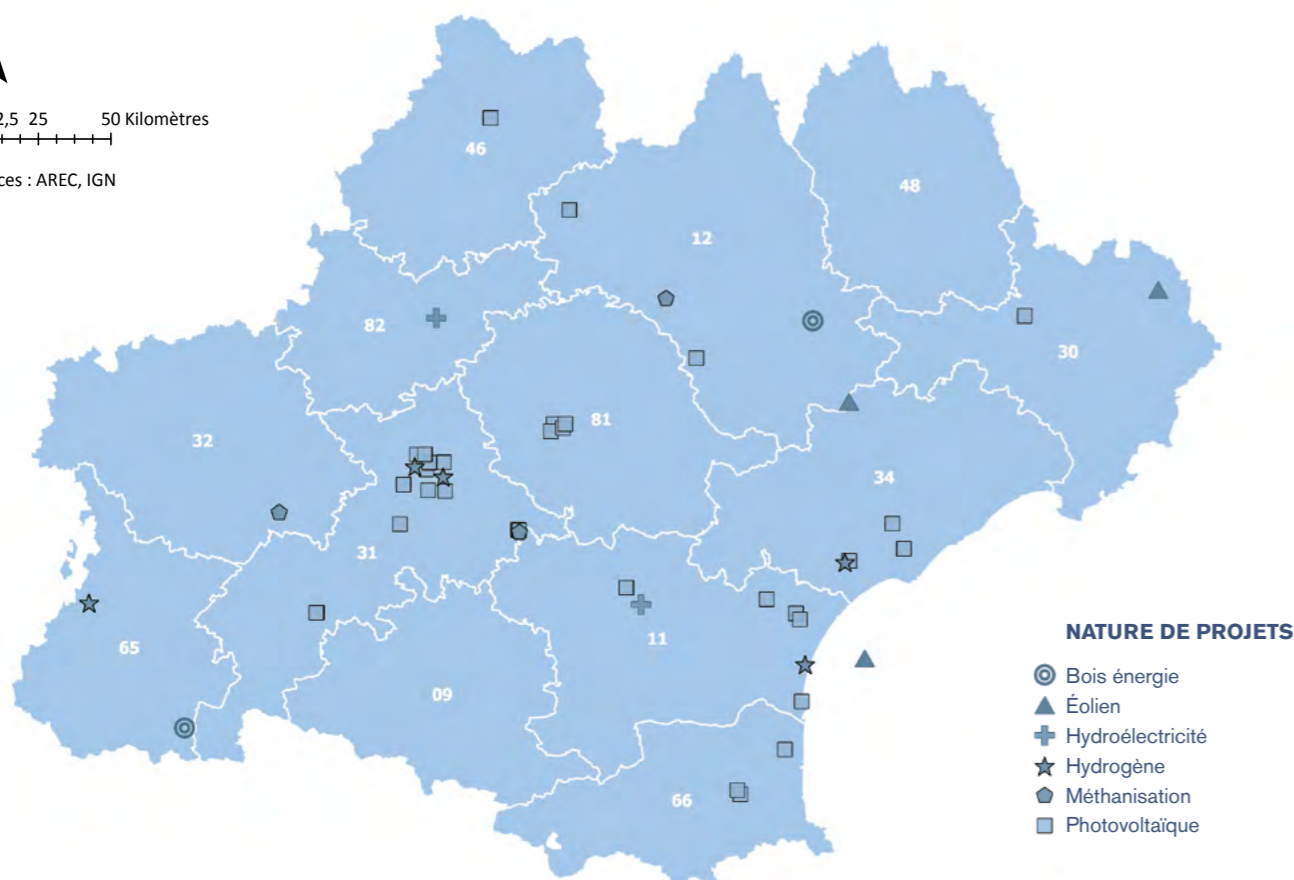 2,5 25 50 Kilomètres
ces : AREC, IGN
46
48
12
82
30
81
32
34
31
11
65
09
66
NATURE DE PROJETS
Bois énergie
Éolien
Hydroélectricité
Hydrogène
Méthanisation
Photovoltaïque